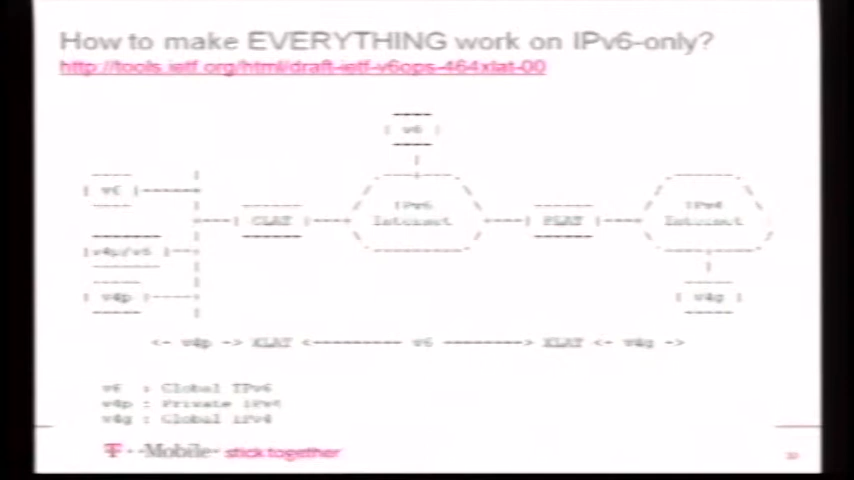 How to make EVERYTHING work on IPv6-only?
http://tools.ietf.org/html/draft-ietf-v6ops-464xlat-00
v6
v6
IPv6
Internet
IPv4
Internet
CLAT
PLAT
v4p/v6
v4p
v4g
<- v4p -> XLAT <--------- v6 --------> XLAT <- v4g ->
v6 : Global IPv6
v4p : Private IPv4
v4g : Global IPv4
T · ·Mobile· stick together